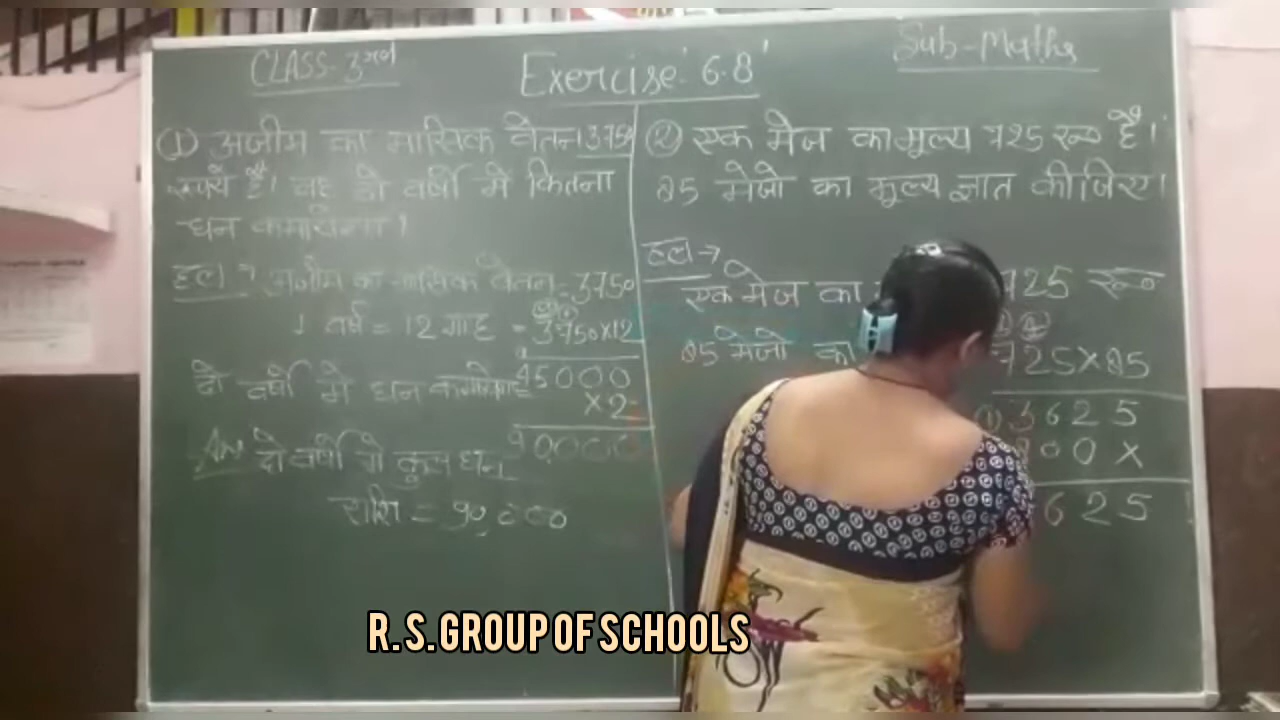 CLASS-3
Exercise '6.8'
Sub-Maths
(1) अजीम का मासिक वेतन 3750
रुपये है। वह दो वर्षो मे कितना
धन कमायेगा।
हल → अजीम का मासिक वेतन = 3750
1 वर्ष = 12 माह = 3750×12
45000
दो वर्षो मे धन
×2
90000
Ans दो वर्षो मे कुल धन
राशि = 90,000
(2) एक मेज का मूल्य 725 रू० है।
85 मेजो का मूल्य ज्ञात कीजिए।
हल →
एक मेज का 725 रू०
85 मेजो का 725×85
3625
00×
625
R.S. GROUP OF SCHOOLS